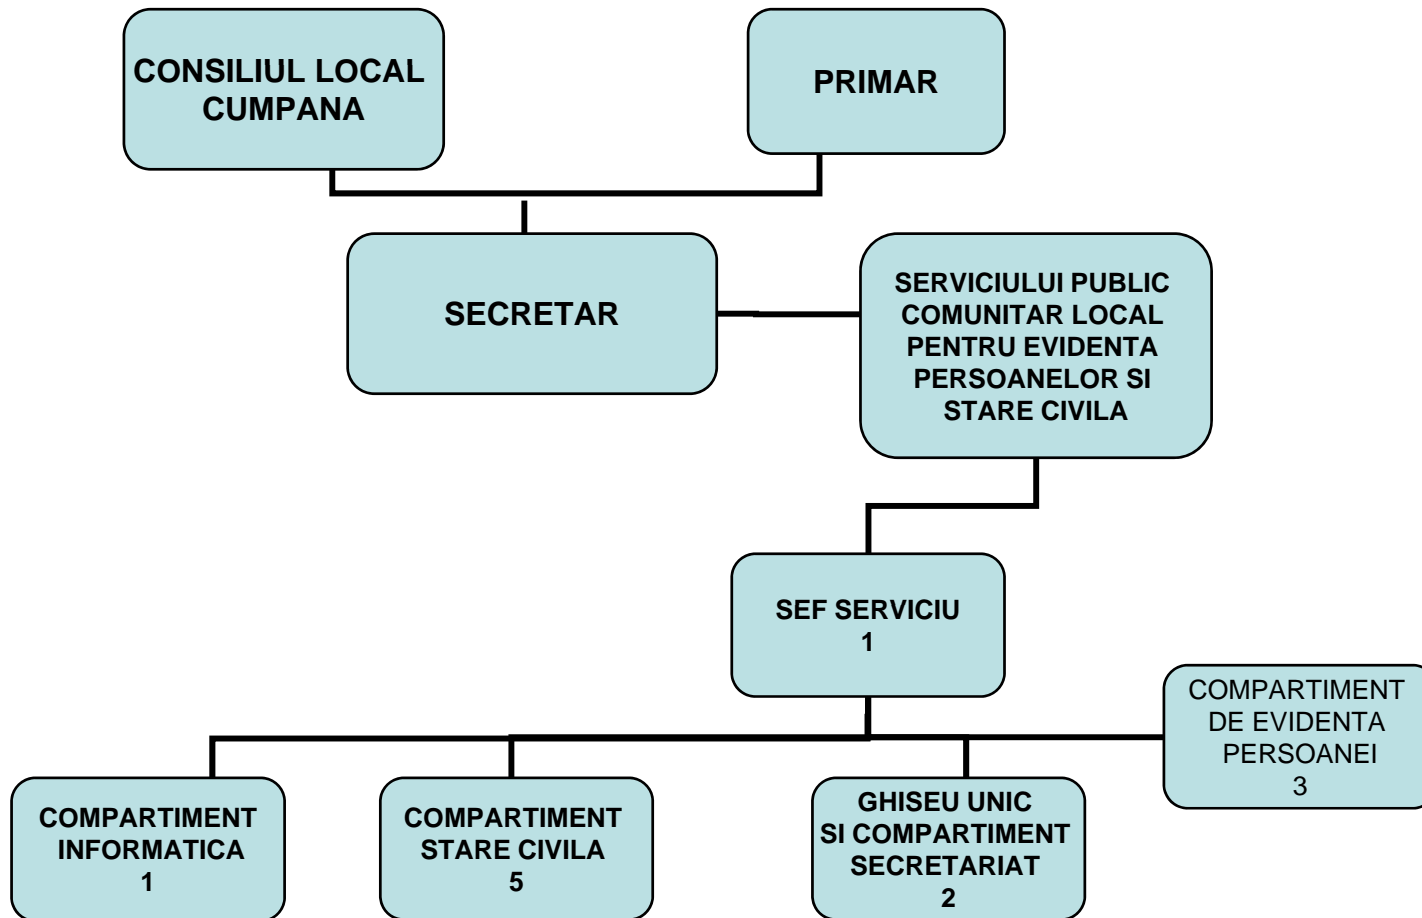 CONSILIUL LOCAL
CUMPANA
PRIMAR
SECRETAR
SERVICIULUI PUBLIC
COMUNITAR LOCAL
PENTRU EVIDENTA
PERSOANELOR SI
STARE CIVILA
SEF SERVICIU
1
COMPARTIMENT
DE EVIDENTA
PERSOANEI
3
COMPARTIMENT
INFORMATICA
1
COMPARTIMENT
STARE CIVILA
5
GHISEU UNIC
SI COMPARTIMENT
SECRETARIAT
2